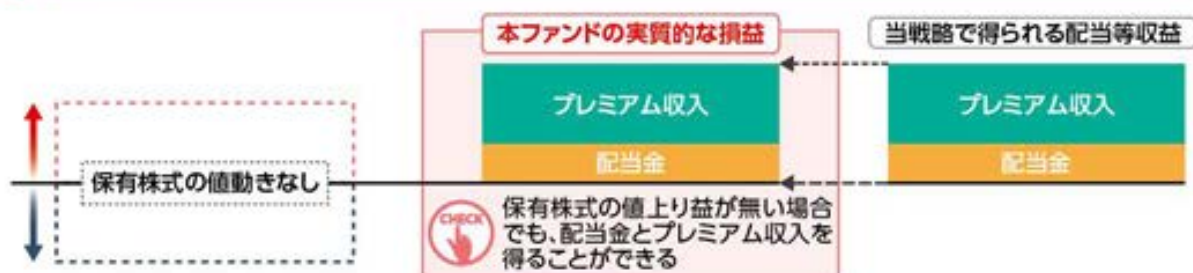 本ファンドの実質的な損益
当戦略で得られる配当等収益
プレミアム収入
プレミアム収入
配当金
配当金
保有株式の値動きなし
CHECK
保有株式の値上り益が無い場合
でも、配当金とプレミアム収入を
得ることができる